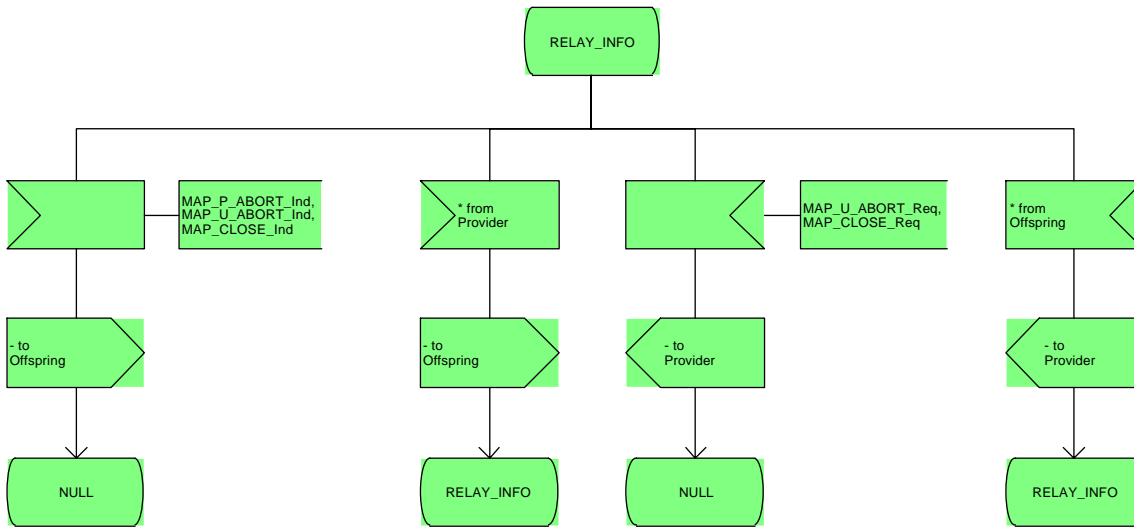 RELAY_INFO
MAP_P_ABORT_Ind,
MAP_U_ABORT_Ind,
MAP_CLOSE_Ind
* from
Provider
MAP_U_ABORT_Req,
MAP_CLOSE_Req
* from
Offspring
- to
Offspring
- to
Offspring
- to
Provider
- to
Provider
NULL
RELAY_INFO
NULL
RELAY_INFO